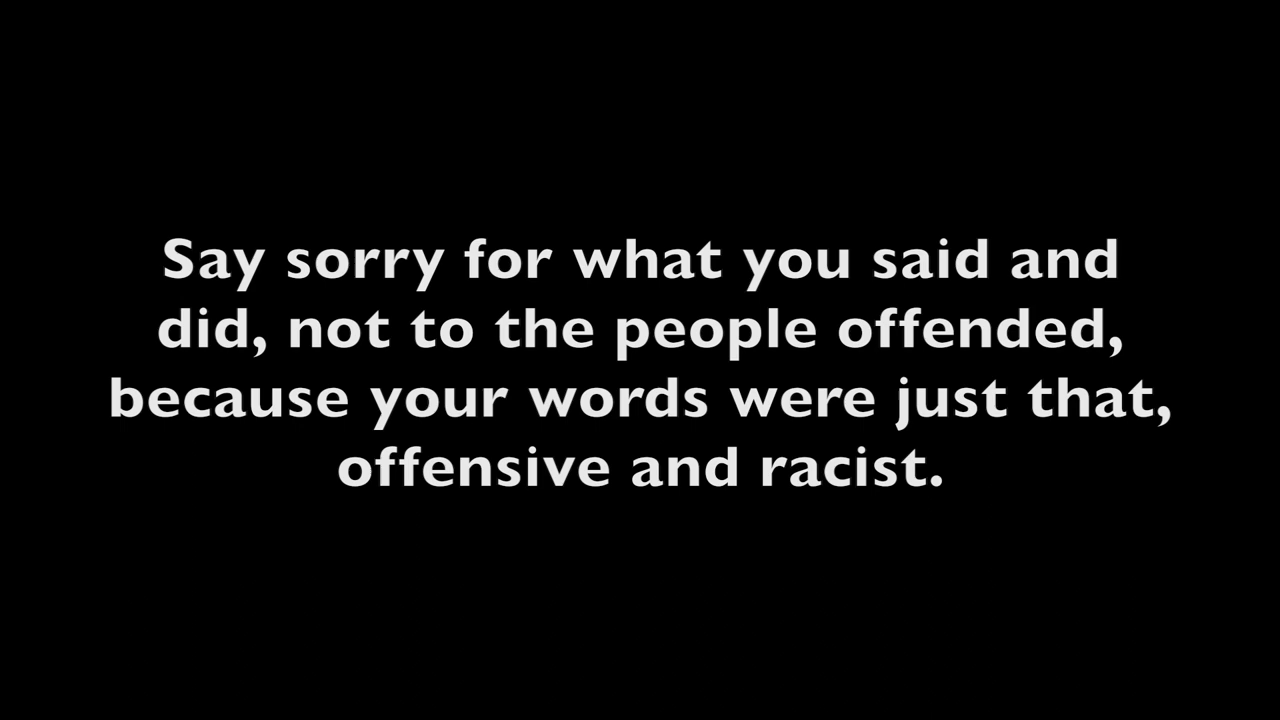 Say sorry for what you said and
did, not to the people offended,
because your words were just that,
offensive and racist.